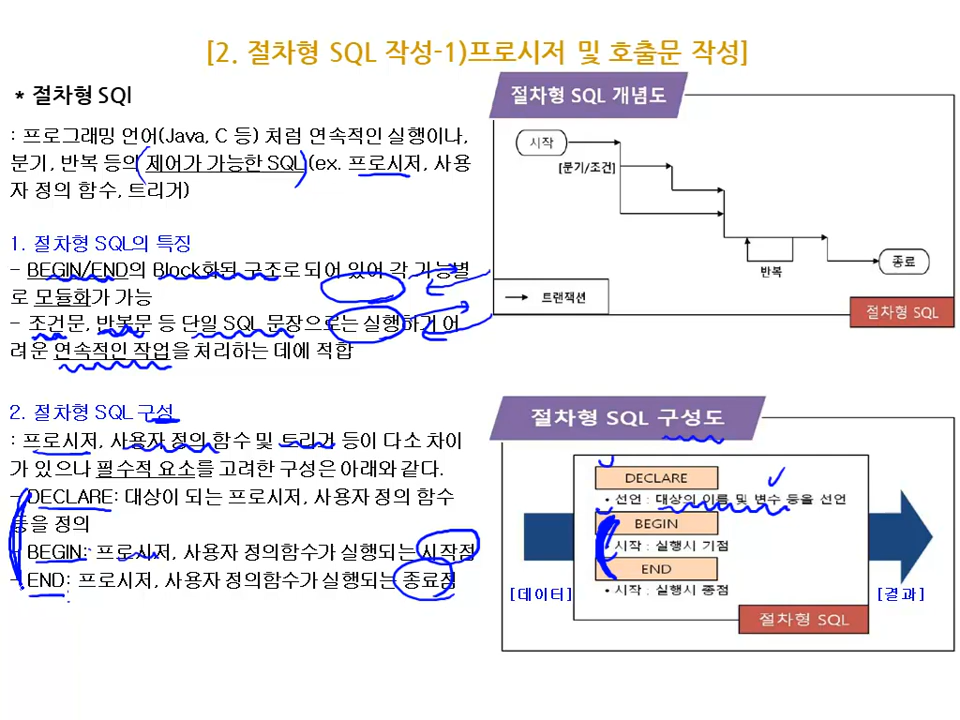 [2. 절차형 SQL 작성-1)프로시저 및 호출문 작성]
* 절차형 SQl
: 프로그래밍 언어(Java, C 등) 처럼 연속적인 실행이나,
분기, 반복 등의 제어가 가능한 SQL(ex. 프로시저, 사용
자 정의 함수, 트리거)
1. 절차형 SQL의 특징
- BEGIN/END의 Block화된 구조로 되어 있어 각 기능별
로 모듈화가 가능
- 조건문, 반복문 등 단일 SQL 문장으로는 실행하기 어
려운 연속적인 작업을 처리하는 데에 적합
2. 절차형 SQL 구성
: 프로시저, 사용자 정의 함수 및 트리거 등이 다소 차이
가 있으나 필수적 요소를 고려한 구성은 아래와 같다.
- DECLARE: 대상이 되는 프로시저, 사용자 정의 함수
등을 정의
- BEGIN: 프로시저, 사용자 정의함수가 실행되는 시작점
- END: 프로시저, 사용자 정의함수가 실행되는 종료점
절차형 SQL 개념도
시작
[분기/조건]
반복
종료
트랜잭션
절차형 SQL
절차형 SQL 구성도
DECLARE
• 선언 : 대상의 이름 및 변수 등을 선언
BEGIN
• 시작 : 실행시 기점
END
• 시작 : 실행시 종점
[데이터]
[결과]
절차형 SQL